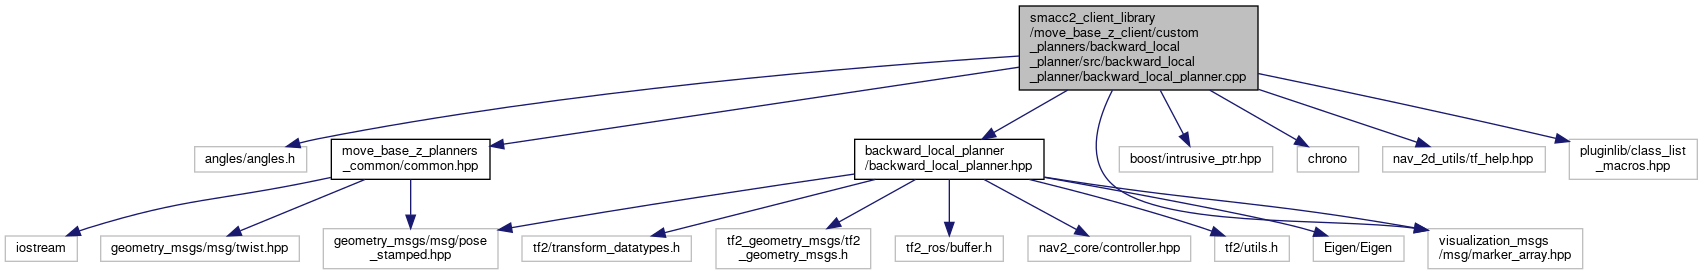 smacc2_client_library
/move_base_z_client/custom
_planners/backward_local
_planner/src/backward_local
_planner/backward_local_planner.cpp
angles/angles.h
move_base_z_planners
_common/common.hpp
backward_local_planner
/backward_local_planner.hpp
boost/intrusive_ptr.hpp
chrono
nav_2d_utils/tf_help.hpp
pluginlib/class_list
_macros.hpp
iostream
geometry_msgs/msg/twist.hpp
geometry_msgs/msg/pose
_stamped.hpp
tf2/transform_datatypes.h
tf2_geometry_msgs/tf2
_geometry_msgs.h
tf2_ros/buffer.h
nav2_core/controller.hpp
tf2/utils.h
Eigen/Eigen
visualization_msgs
/msg/marker_array.hpp